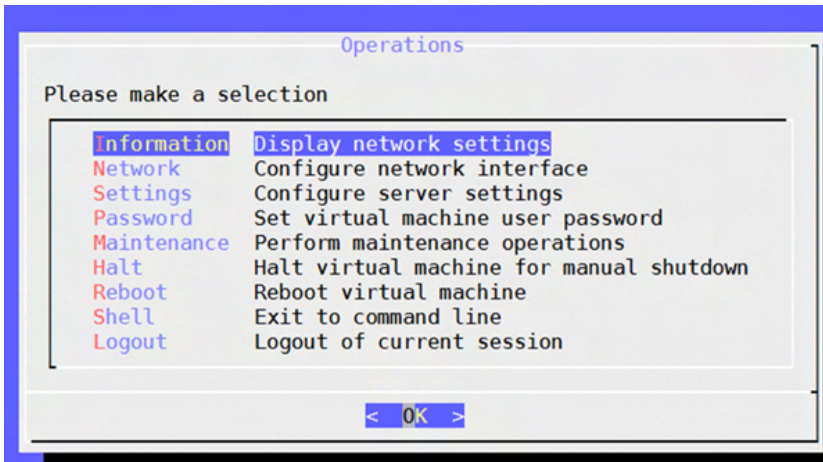 Operations
Please make a selection
Information Display network settings
Network Configure network interface
Settings Configure server settings
Password Set virtual machine user password
Maintenance Perform maintenance operations
Halt Halt virtual machine for manual shutdown
Reboot Reboot virtual machine
Shell Exit to command line
Logout Logout of current session
< OK >